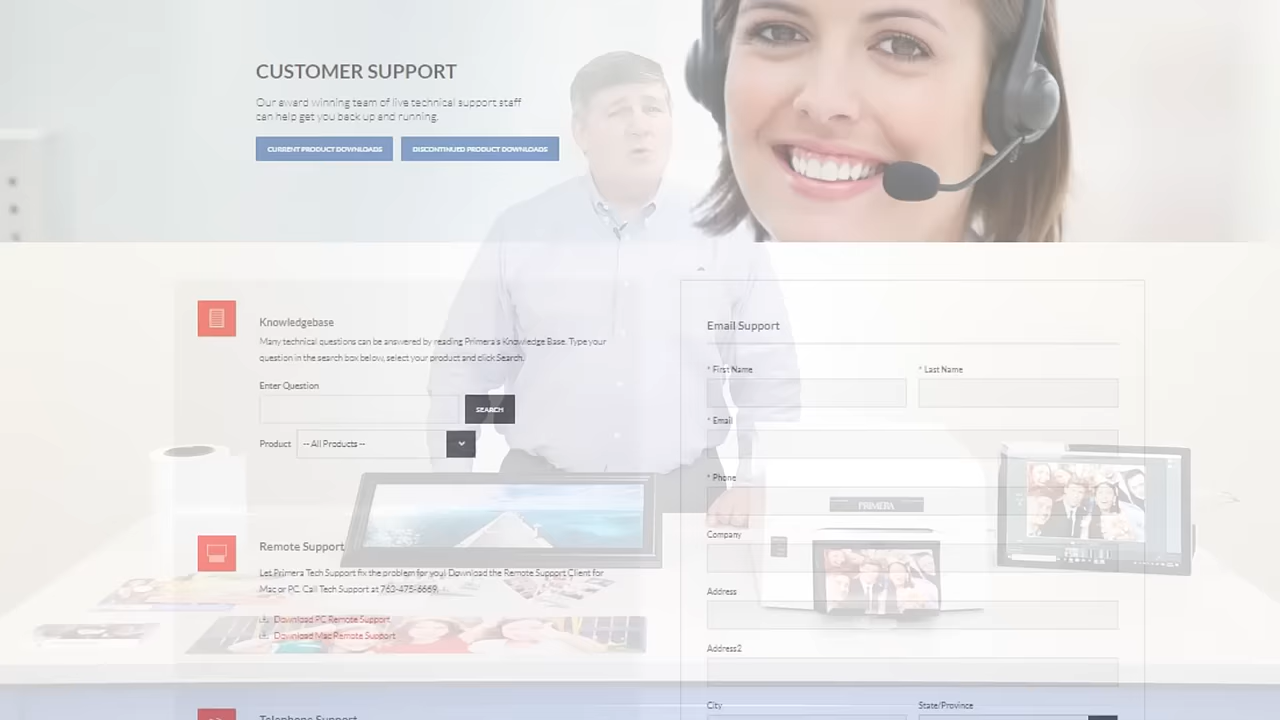 CUSTOMER SUPPORT
Our award winning team of live technical support staff
can help get you back up and running.
CURRENT PRODUCT DOWNLOADS
DISCONTINUED PRODUCT DOWNLOADS
Knowledgebase
Many technical questions can be answered by reading Primera's Knowledge Base. Type your
question in the search box below, select your product and click Search.
Enter Question
SEARCH
Product
-- All Products --
Remote Support
Let Primera Tech Support fix the problem for you! Download the Remote Support Client for
Mac or PC. Call Tech Support at 763-475-6669.
Download PC Remote Support
Download Mac Remote Support
Telephone Support
Email Support
* First Name
* Last Name
* Email
* Phone
PRIMERA
Company
Address
Address2
City
State/Province